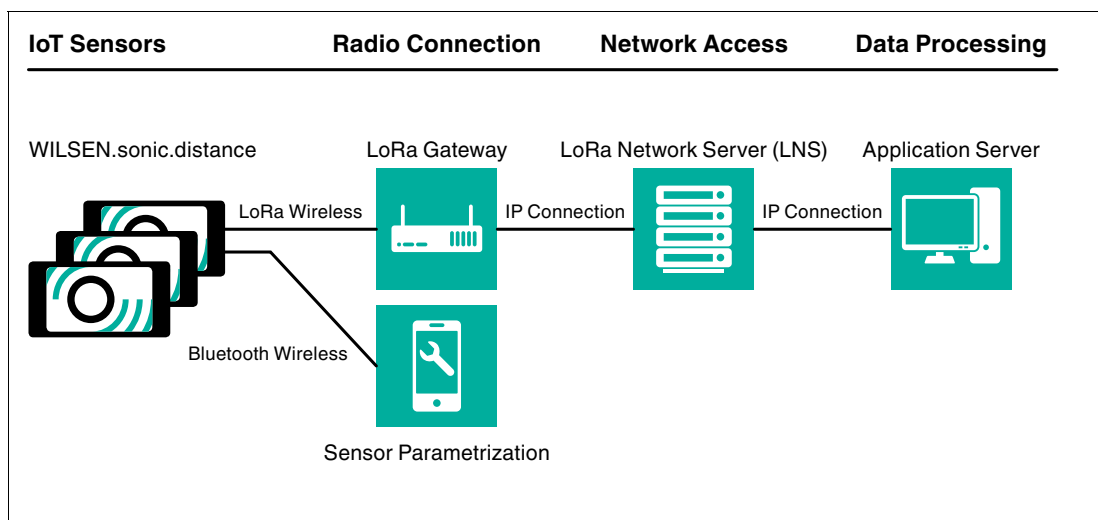 IoT Sensors Radio Connection Network Access Data Processing
WILSEN.sonic.distance LoRa Gateway LoRa Network Server (LNS) Application Server
LoRa Wireless IP Connection IP Connection
Bluetooth Wireless
Sensor Parametrization